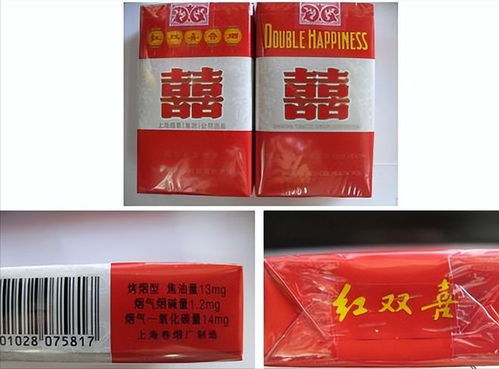 红双喜香烟
DOUBLE HAPPINESS
囍
囍
上海烟草(集团)公司出品
烤烟型 焦油量13mg
烟气烟碱量1.2mg
烟气一氧化碳量14mg
上海卷烟厂制造
01028 075817
红双喜